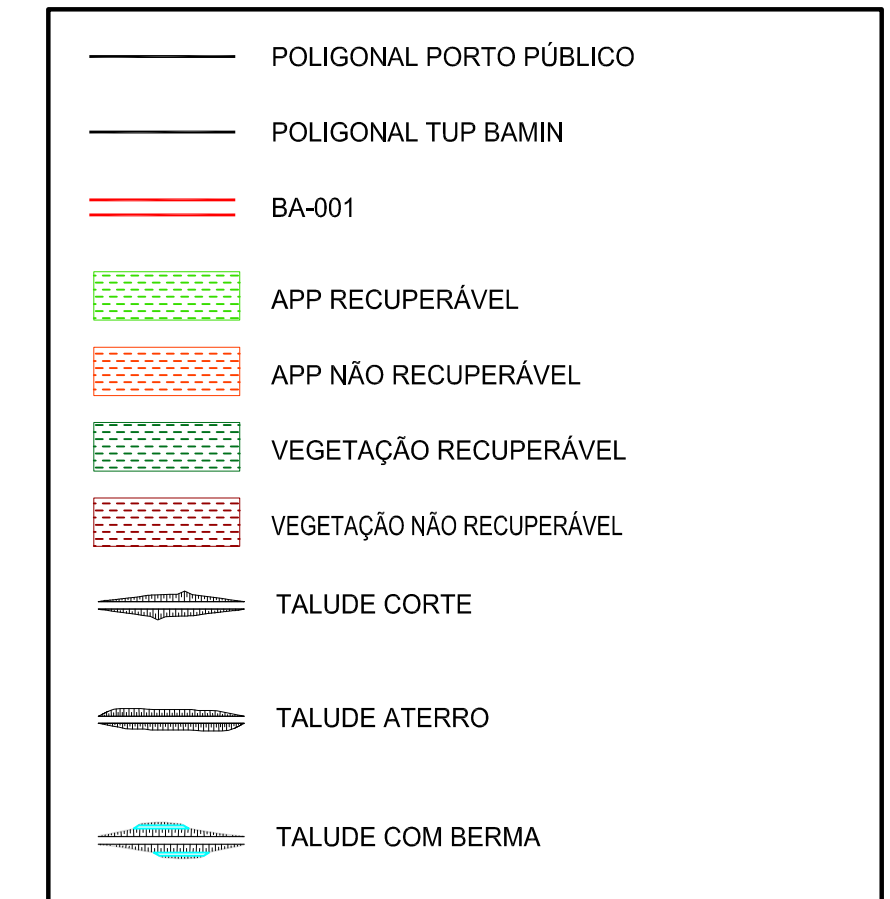 POLIGONAL PORTO PÚBLICO
POLIGONAL TUP BAMIN
BA-001
APP RECUPERÁVEL
APP NÃO RECUPERÁVEL
VEGETAÇÃO RECUPERÁVEL
VEGETAÇÃO NÃO RECUPERÁVEL
TALUDE CORTE
TALUDE ATERRO
TALUDE COM BERMA